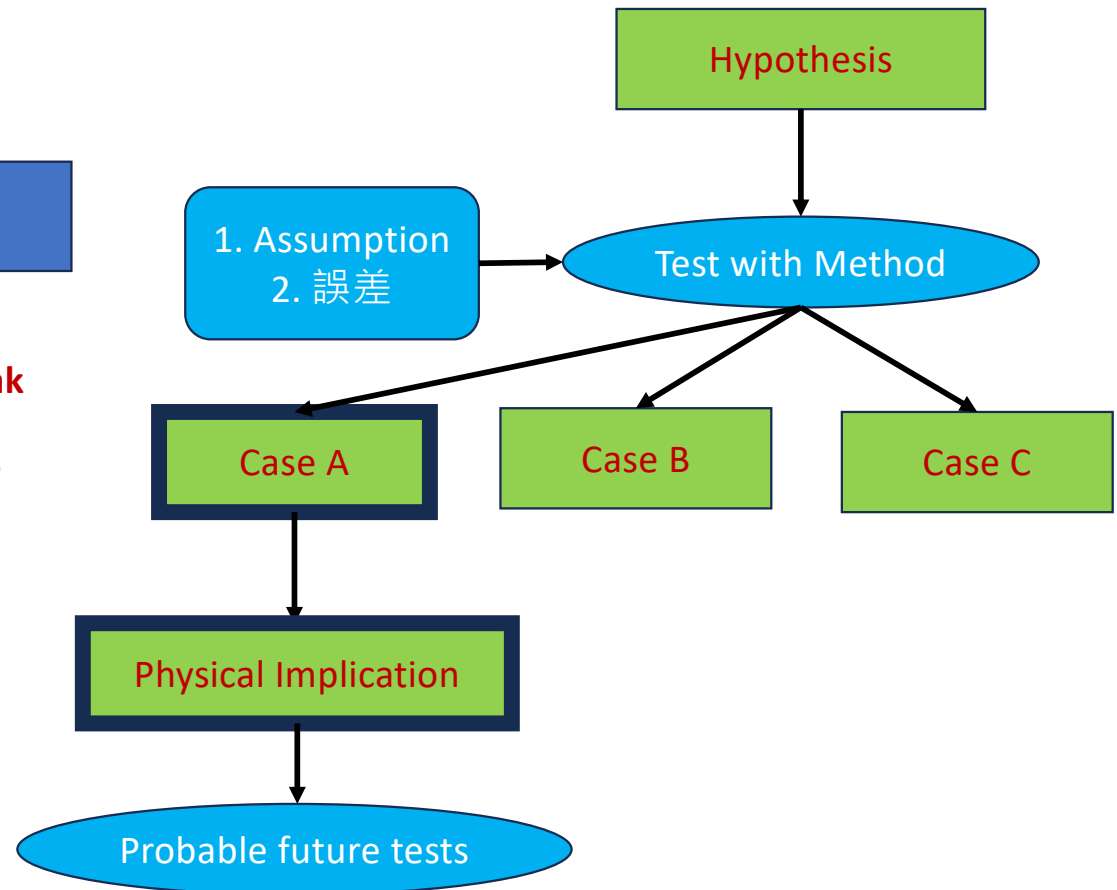 Hypothesis
1. Assumption
2. 誤差
Test with Method
Case A
Case B
Case C
Physical Implication
Probable future tests